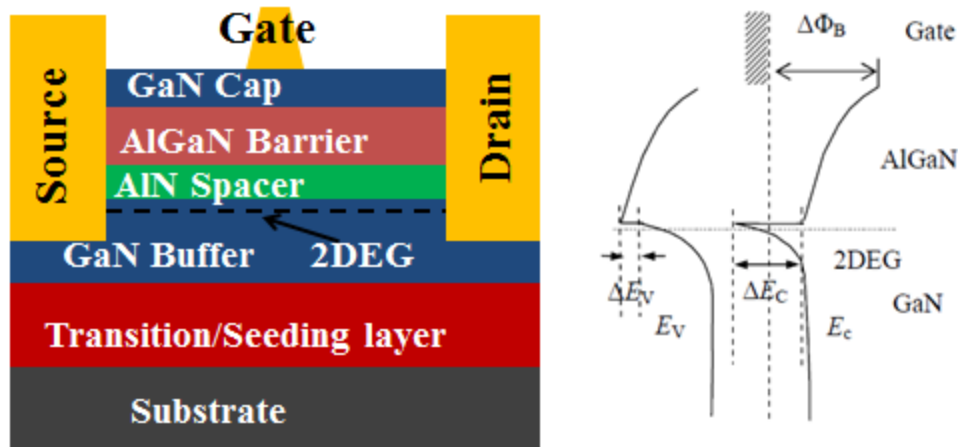 Gate
GaN Cap
AlGaN Barrier
AlN Spacer
GaN Buffer
2DEG
Transition/Seeding layer
Substrate
Source
Drain
ΔΦB
Gate
AlGaN
2DEG
ΔEV
ΔEC
GaN
EV
Ec